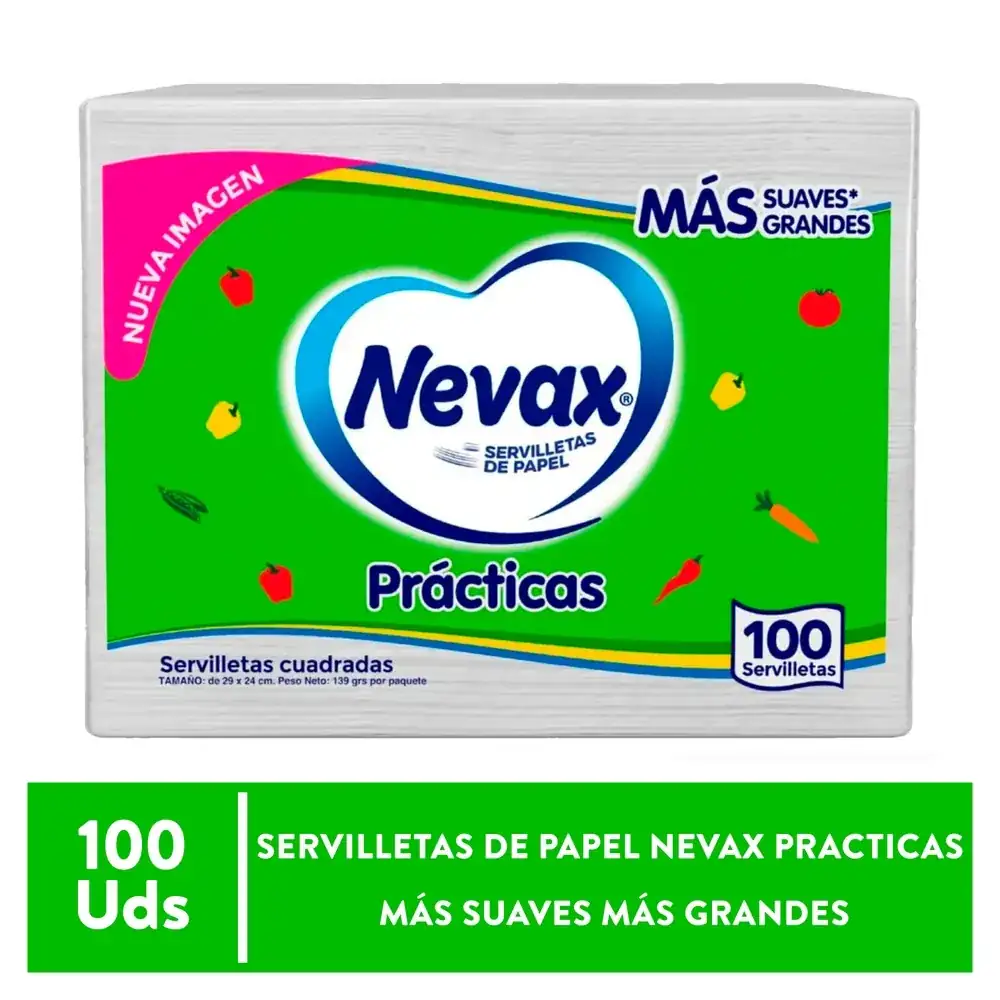 NUEVA IMAGEN
MÁS SUAVES*
GRANDES
Nevax®
SERVILLETAS
DE PAPEL
Prácticas
100
Servilletas
Servilletas cuadradas
TAMAÑO: de 29 x 24 cm. Peso Neto: 139 grs por paquete
100
Uds
SERVILLETAS DE PAPEL NEVAX PRACTICAS
MÁS SUAVES MÁS GRANDES